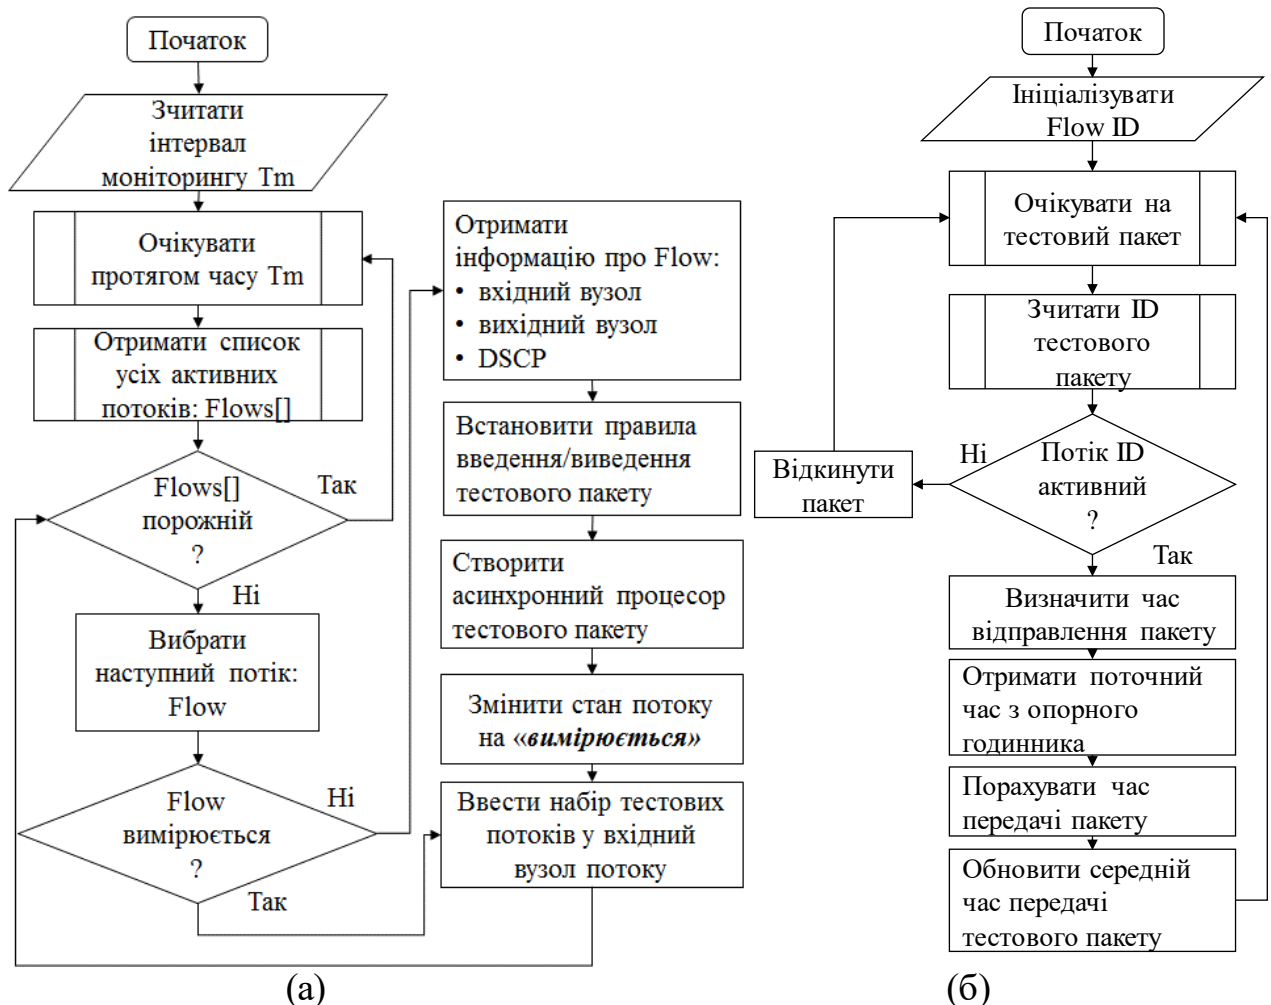 Початок
Зчитати
інтервал
моніторингу Tm
Очікувати
протягом часу Tm
Отримати список
усіх активних
потоків: Flows[]
Flows[]
порожній
?
Так
Ні
Вибрати
наступний потік:
Flow
Flow
вимірюється
?
Ні
Так
Отримати
інформацію про Flow:
• вхідний вузол
• вихідний вузол
• DSCP
Встановити правила
введення/виведення
тестового пакету
Створити
асинхронний процесор
тестового пакету
Змінити стан потоку
на «вимірюється»
Ввести набір тестових
потоків у вхідний
вузол потоку
(а)
Початок
Ініціалізувати
Flow ID
Очікувати на
тестовий пакет
Зчитати ID
тестового
пакету
Потік ID
активний
?
Ні
Відкинути
пакет
Так
Визначити час
відправлення пакету
Отримати поточний
час з опорного
годинника
Порахувати час
передачі пакету
Обновити середній
час передачі
тестового пакету
(б)